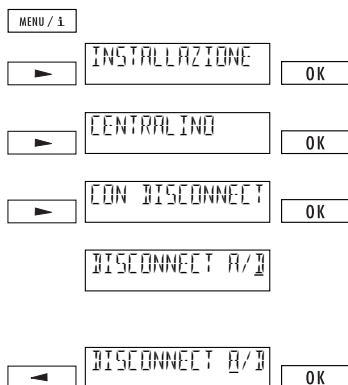 MENU / i
INSTALLAZIONE
OK
CENTRALINO
OK
CON DISCONNECT
OK
DISCONNECT A/D
DISCONNECT A/D
OK